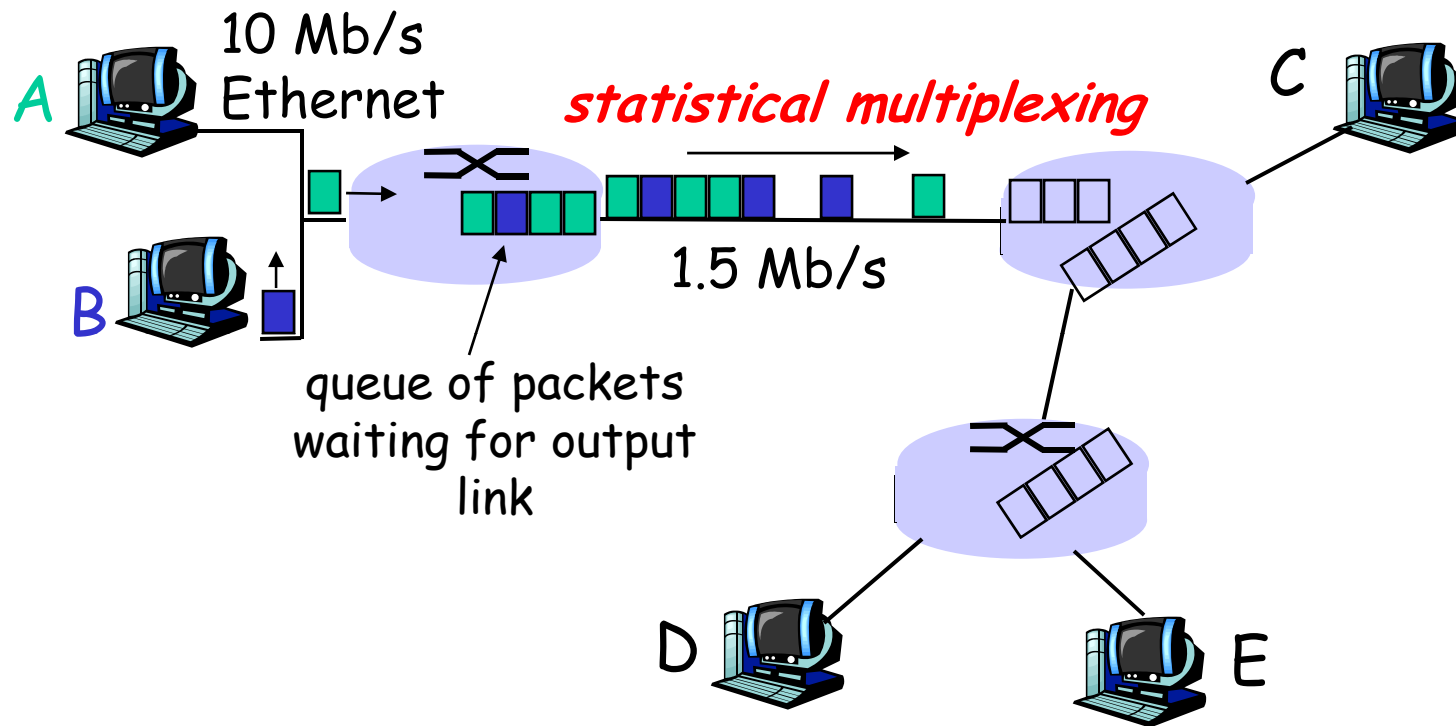 10 Mb/s
Ethernet
A
statistical multiplexing
C
B
1.5 Mb/s
queue of packets
waiting for output
link
D
E